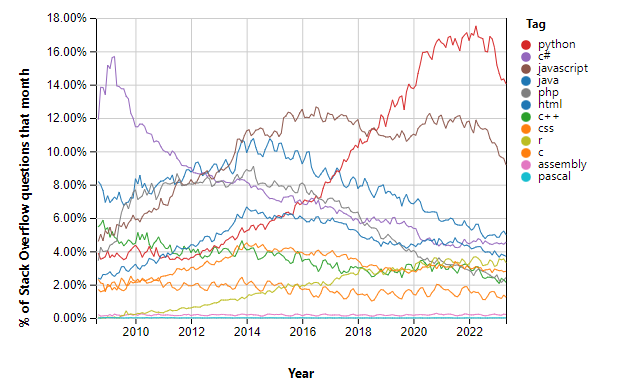 18.00%
16.00%
14.00%
12.00%
10.00%
8.00%
6.00%
4.00%
2.00%
0.00%
% of Stack Overflow questions that month
2010 2012 2014 2016 2018 2020 2022
Year
Tag
python
c#
javascript
java
php
html
c++
css
r
c
assembly
pascal